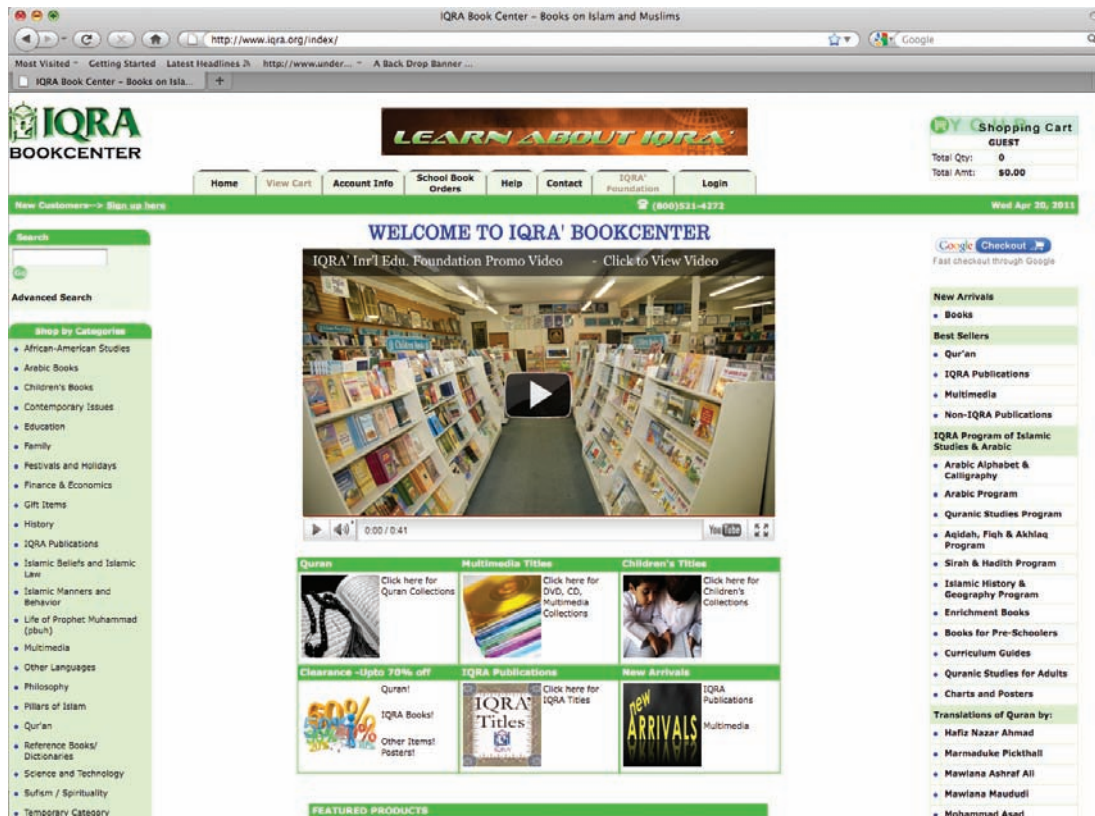 IQRA Book Center – Books on Islam and Muslims
http://www.iqra.org/index/
Google
Most Visited
Getting Started
Latest Headlines
http://www.under...
A Back Drop Banner ...
IQRA Book Center – Books on Isla...
+
IQRA
BOOKCENTER
LEARN ABOUT IQRA'
YOUR
Shopping Cart
GUEST
Total Qty: 0
Total Amt: $0.00
Home
View Cart
Account Info
School Book
Orders
Help
Contact
IQRA'
Foundation
Login
New Customers--> Sign up here
(800)521-4272
Wed Apr 20, 2011
Search
Go
Advanced Search
Shop by Categories
African-American Studies
Arabic Books
Children's Books
Contemporary Issues
Education
Family
Festivals and Holidays
Finance & Economics
Gift Items
History
IQRA Publications
Islamic Beliefs and Islamic
Law
Islamic Manners and
Behavior
Life of Prophet Muhammad
(pbuh)
Multimedia
Other Languages
Philosophy
Pillars of Islam
Qur'an
Reference Books/
Dictionaries
Science and Technology
Sufism / Spirituality
Temporary Category
WELCOME TO IQRA' BOOKCENTER
IQRA' Inr'l Edu. Foundation Promo Video - Click to View Video
Children Books
0:00 / 0:41
YouTube
Quran
Click here for
Quran Collections
Multimedia Titles
Click here for
DVD, CD,
Multimedia
Collections
Children's Titles
Click here for
Children's
Collections
Clearance -Upto 70% off
50%
Quran!
IQRA Books!
Other Items!
Posters!
IQRA Publications
IQRA'
Titles
Click here for
IQRA Titles
New Arrivals
new
ARRIVALS
IQRA
Publications
Multimedia
FEATURED PRODUCTS
Google Checkout
Fast checkout through Google
New Arrivals
Books
Best Sellers
Qur'an
IQRA Publications
Multimedia
Non-IQRA Publications
IQRA Program of Islamic
Studies & Arabic
Arabic Alphabet &
Calligraphy
Arabic Program
Quranic Studies Program
Aqidah, Fiqh & Akhlaq
Program
Sirah & Hadith Program
Islamic History &
Geography Program
Enrichment Books
Books for Pre-Schoolers
Curriculum Guides
Quranic Studies for Adults
Charts and Posters
Translations of Quran by:
Hafiz Nazar Ahmad
Marmaduke Pickthall
Mawlana Ashraf Ali
Mawlana Maududi
Mohammad Asad